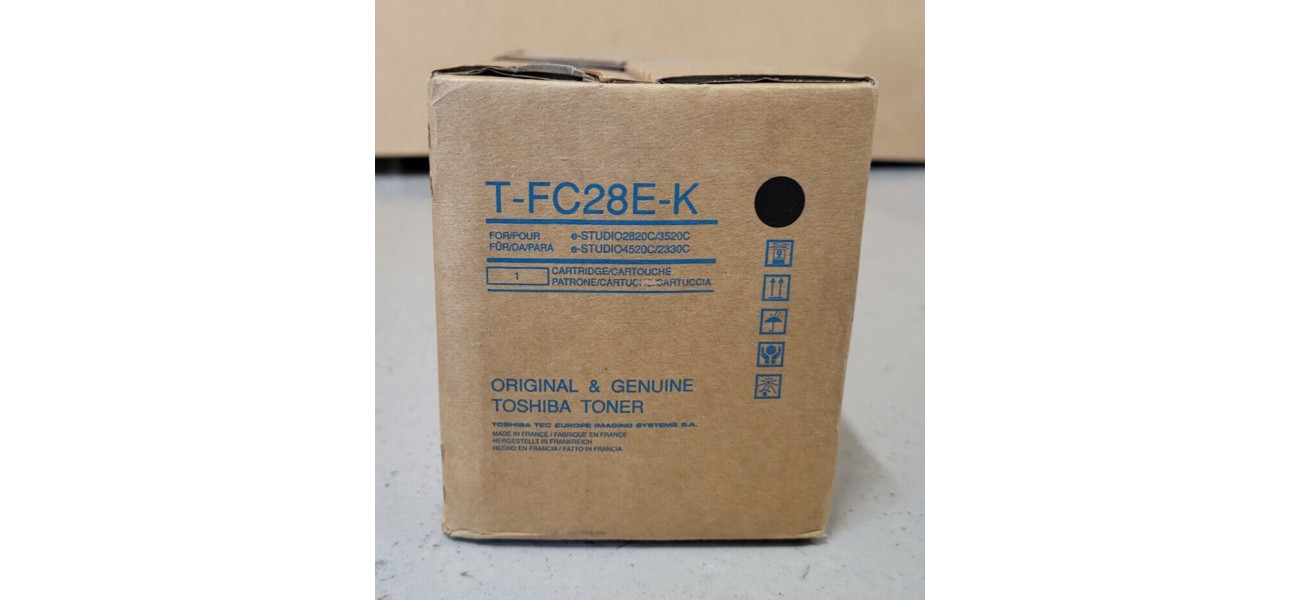 T-FC28E-K
FOR/POUR e-STUDIO2820C/3520C
FÜR/DA/PARA e-STUDIO4520C/2330C
1 CARTRIDGE/CARTOUCHE
PATRONE/CARTUCHO/CARTUCCIA
ORIGINAL & GENUINE
TOSHIBA TONER
TOSHIBA TEC EUROPE IMAGING SYSTEMS S.A.
MADE IN FRANCE / FABRIQUE EN FRANCE
HERGESTELLT IN FRANKREICH
HECHO EN FRANCIA / FATTO IN FRANCIA
9